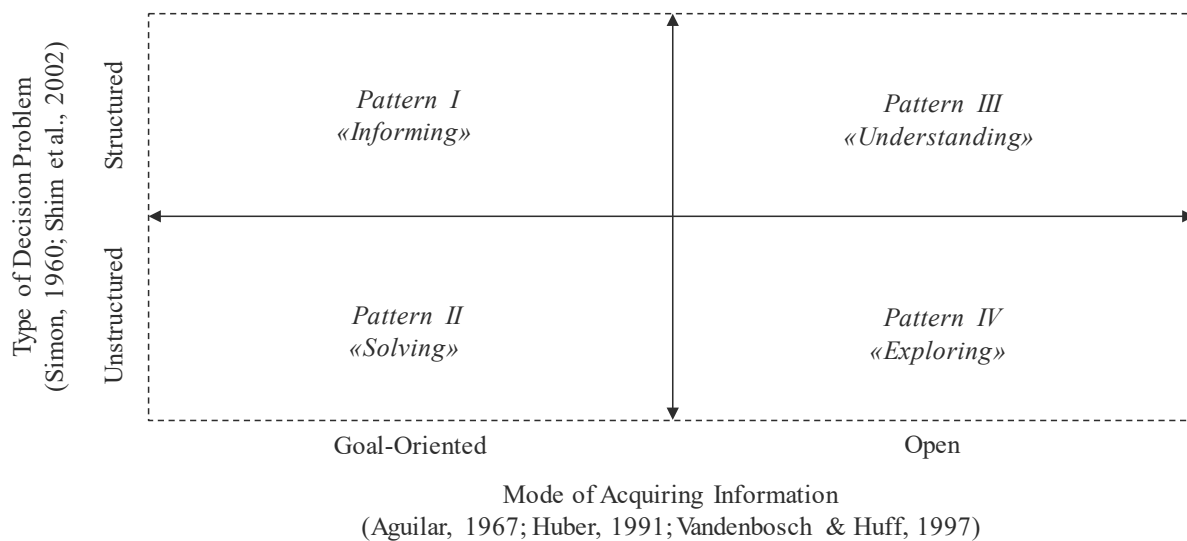 Type of Decision Problem
(Simon, 1960; Shim et al., 2002)
Structured
Unstructured
Pattern I
«Informing»
Pattern III
«Understanding»
Pattern II
«Solving»
Pattern IV
«Exploring»
Goal-Oriented
Open
Mode of Acquiring Information
(Aguilar, 1967; Huber, 1991; Vandenbosch & Huff, 1997)